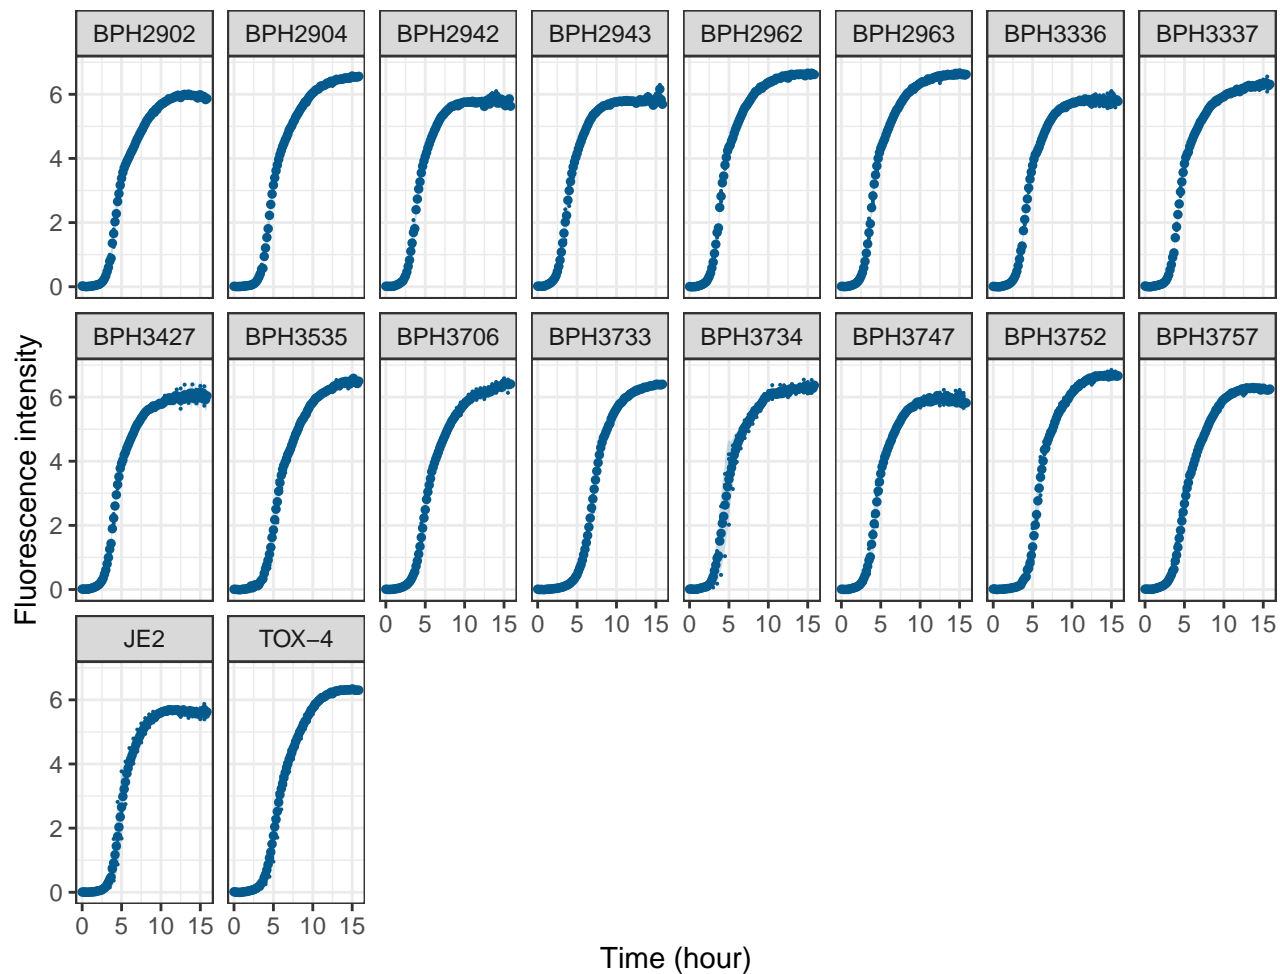 BPH2902 BPH2904 BPH2942 BPH2943 BPH2962 BPH2963 BPH3336 BPH3337
6
4
2
0
BPH3427 BPH3535 BPH3706 BPH3733 BPH3734 BPH3747 BPH3752 BPH3757
6
4
2
0
0 5 10 15 0 5 10 15 0 5 10 15 0 5 10 15 0 5 10 15 0 5 10 15
JE2 TOX−4
6
4
2
0
0 5 10 15 0 5 10 15
Fluorescence intensity
Time (hour)